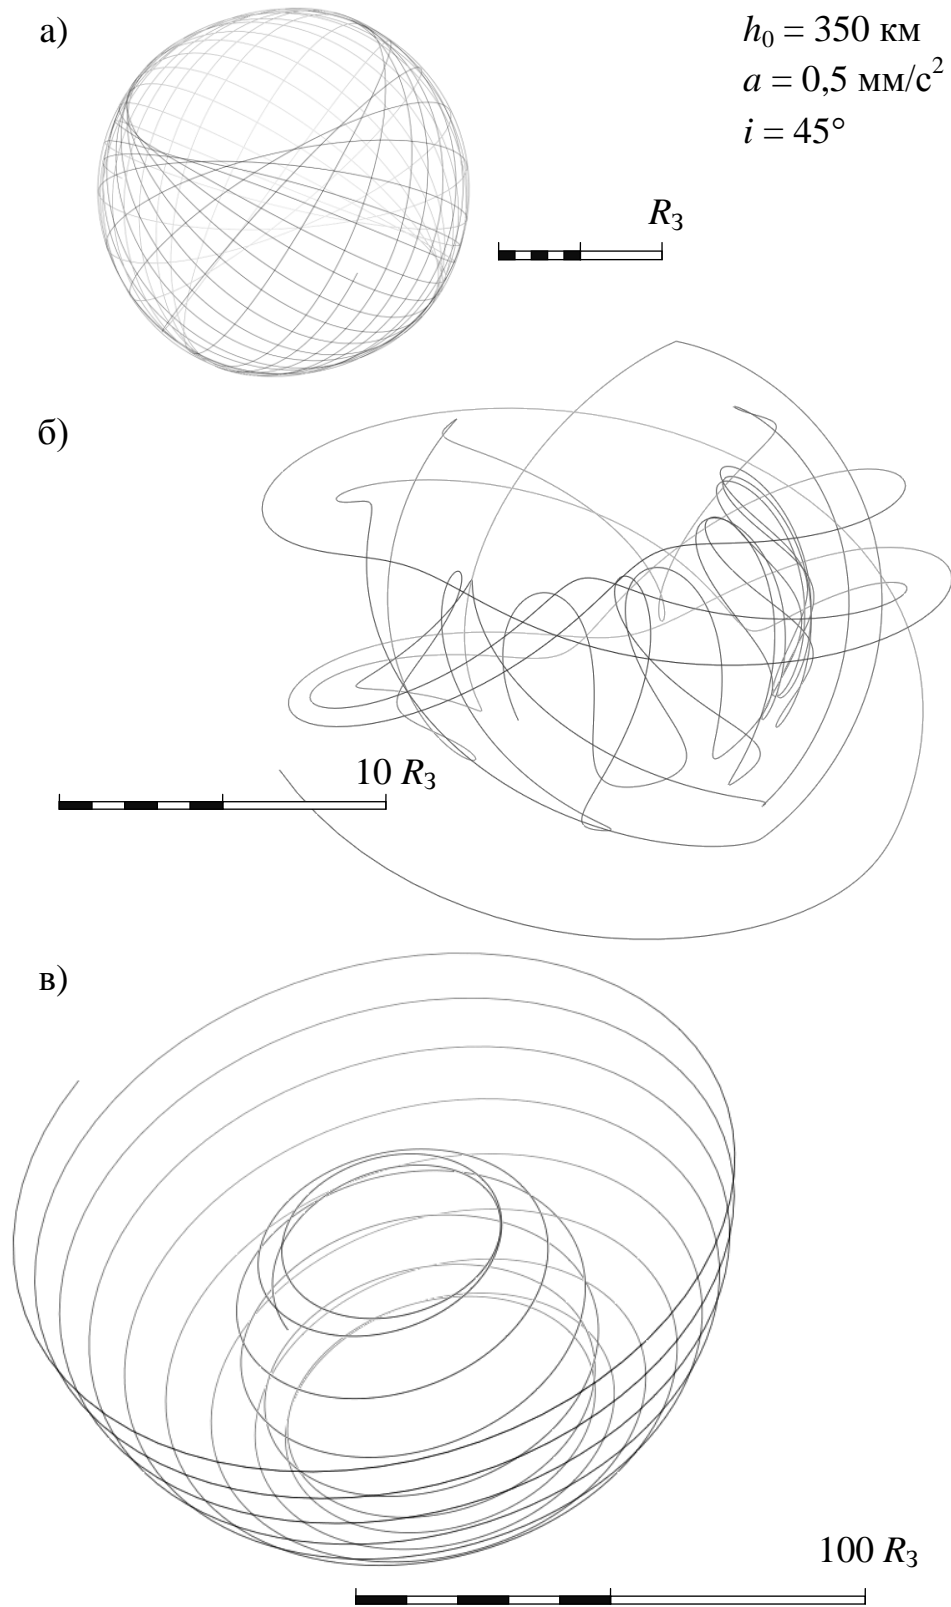 а)
h₀ = 350 км
a = 0,5 мм/с²
i = 45°
R₃
б)
10 R₃
в)
100 R₃